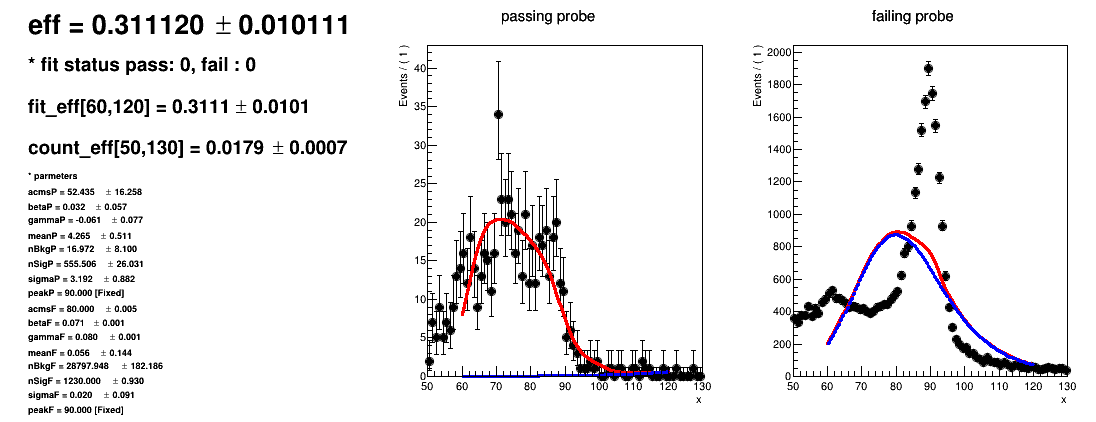 eff = 0.311120 ± 0.010111
* fit status pass: 0, fail : 0
fit_eff[60,120] = 0.3111 ± 0.0101
count_eff[50,130] = 0.0179 ± 0.0007
* parmeters
acmsP = 52.435 ± 16.258
betaP = 0.032 ± 0.057
gammaP = -0.061 ± 0.077
meanP = 4.265 ± 0.511
nBkgP = 16.972 ± 8.100
nSigP = 555.506 ± 26.031
sigmaP = 3.192 ± 0.882
peakP = 90.000 [Fixed]
acmsF = 80.000 ± 0.005
betaF = 0.071 ± 0.001
gammaF = 0.080 ± 0.001
meanF = 0.056 ± 0.144
nBkgF = 28797.948 ± 182.186
nSigF = 1230.000 ± 0.930
sigmaF = 0.020 ± 0.091
peakF = 90.000 [Fixed]
passing probe
Events / ( 1 )
40
35
30
25
20
15
10
5
0
50 60 70 80 90 100 110 120 130
x
failing probe
Events / ( 1 )
2000
1800
1600
1400
1200
1000
800
600
400
200
0
50 60 70 80 90 100 110 120 130
x